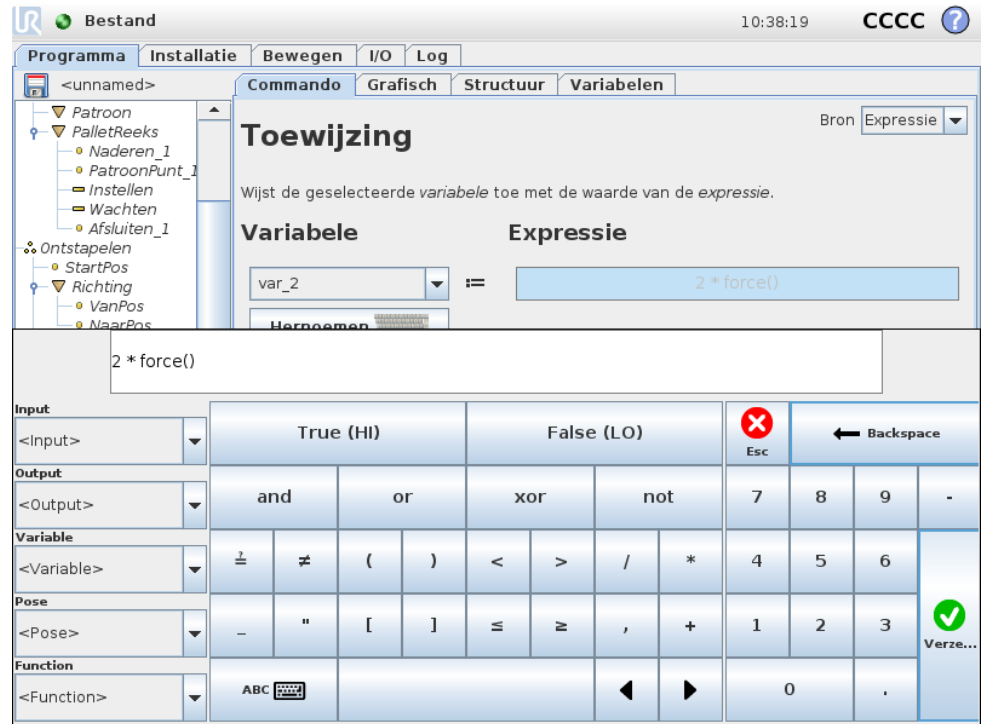 UR Bestand 10:38:19 CCCC ?
Programma Installatie Bewegen I/O Log
<unnamed> Commando Grafisch Structuur Variabelen
Patroon
PalletReeks
Naderen_1
PatroonPunt_1
Instellen
Wachten
Afsluiten_1
Ontstapelen
StartPos
Richting
VanPos
NaarPos
Bron Expressie
Toewijzing
Wijst de geselecteerde variabele toe met de waarde van de expressie.
Variabele Expressie
var_2 := 2 * force()
Hernoemen
2 * force()
Input
<Input> True (HI) False (LO) Esc Backspace
Output
<Output> and or xor not 7 8 9 -
Variable
<Variable> ≟ ≠ ( ) < > / * 4 5 6
Pose
<Pose> _ " [ ] ≤ ≥ , + 1 2 3 Verze...
Function
<Function> ABC 0 .